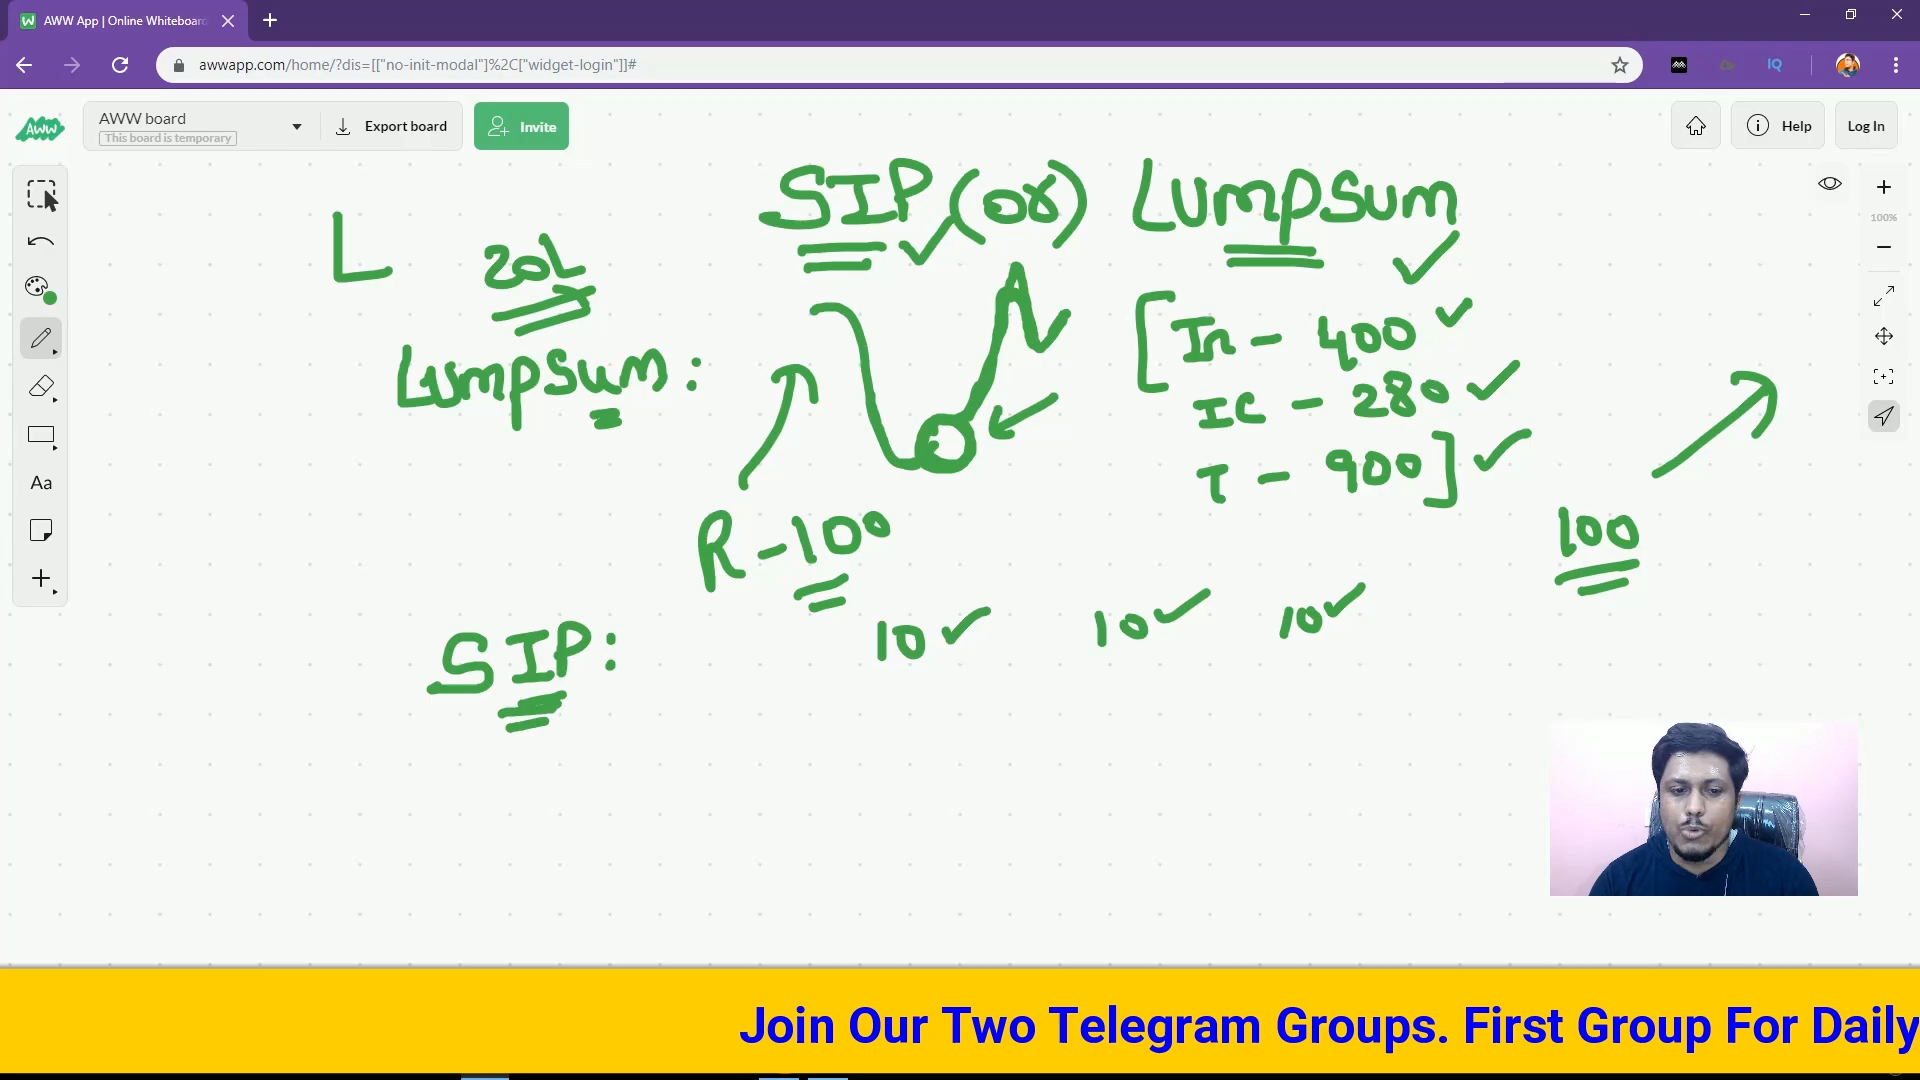 AWW App | Online Whiteboard
awwapp.com/home/?dis=[["no-init-modal"]%2C["widget-login"]]#
IQ
AWW
AWW board
This board is temporary
Export board
Invite
Help
Log In
100%
Aa
SIP (or) Lumpsum
L
20L
Lumpsum:
In - 400
IC - 280
T - 900
R - 100
100
SIP:
10 10 10
Join Our Two Telegram Groups. First Group For Daily